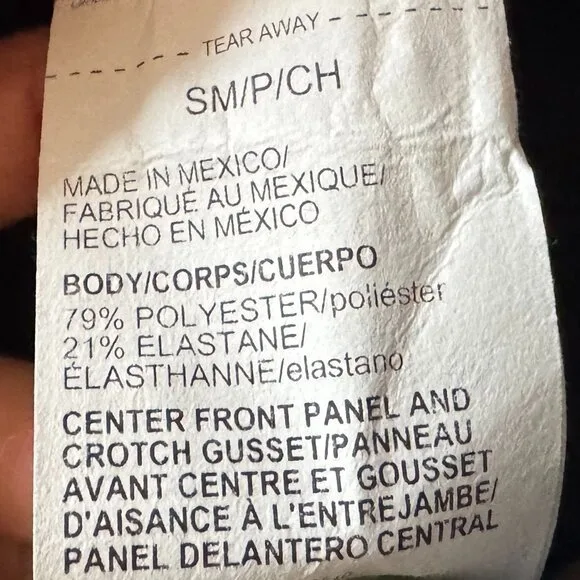 TEAR AWAY
SM/P/CH
MADE IN MEXICO/
FABRIQUÉ AU MEXIQUE/
HECHO EN MÉXICO
BODY/CORPS/CUERPO
79% POLYESTER/poliéster
21% ELASTANE/
ÉLASTHANNE/elastano
CENTER FRONT PANEL AND
CROTCH GUSSET/PANNEAU
AVANT CENTRE ET GOUSSET
D'AISANCE À L'ENTREJAMBE/
PANEL DELANTERO CENTRAL